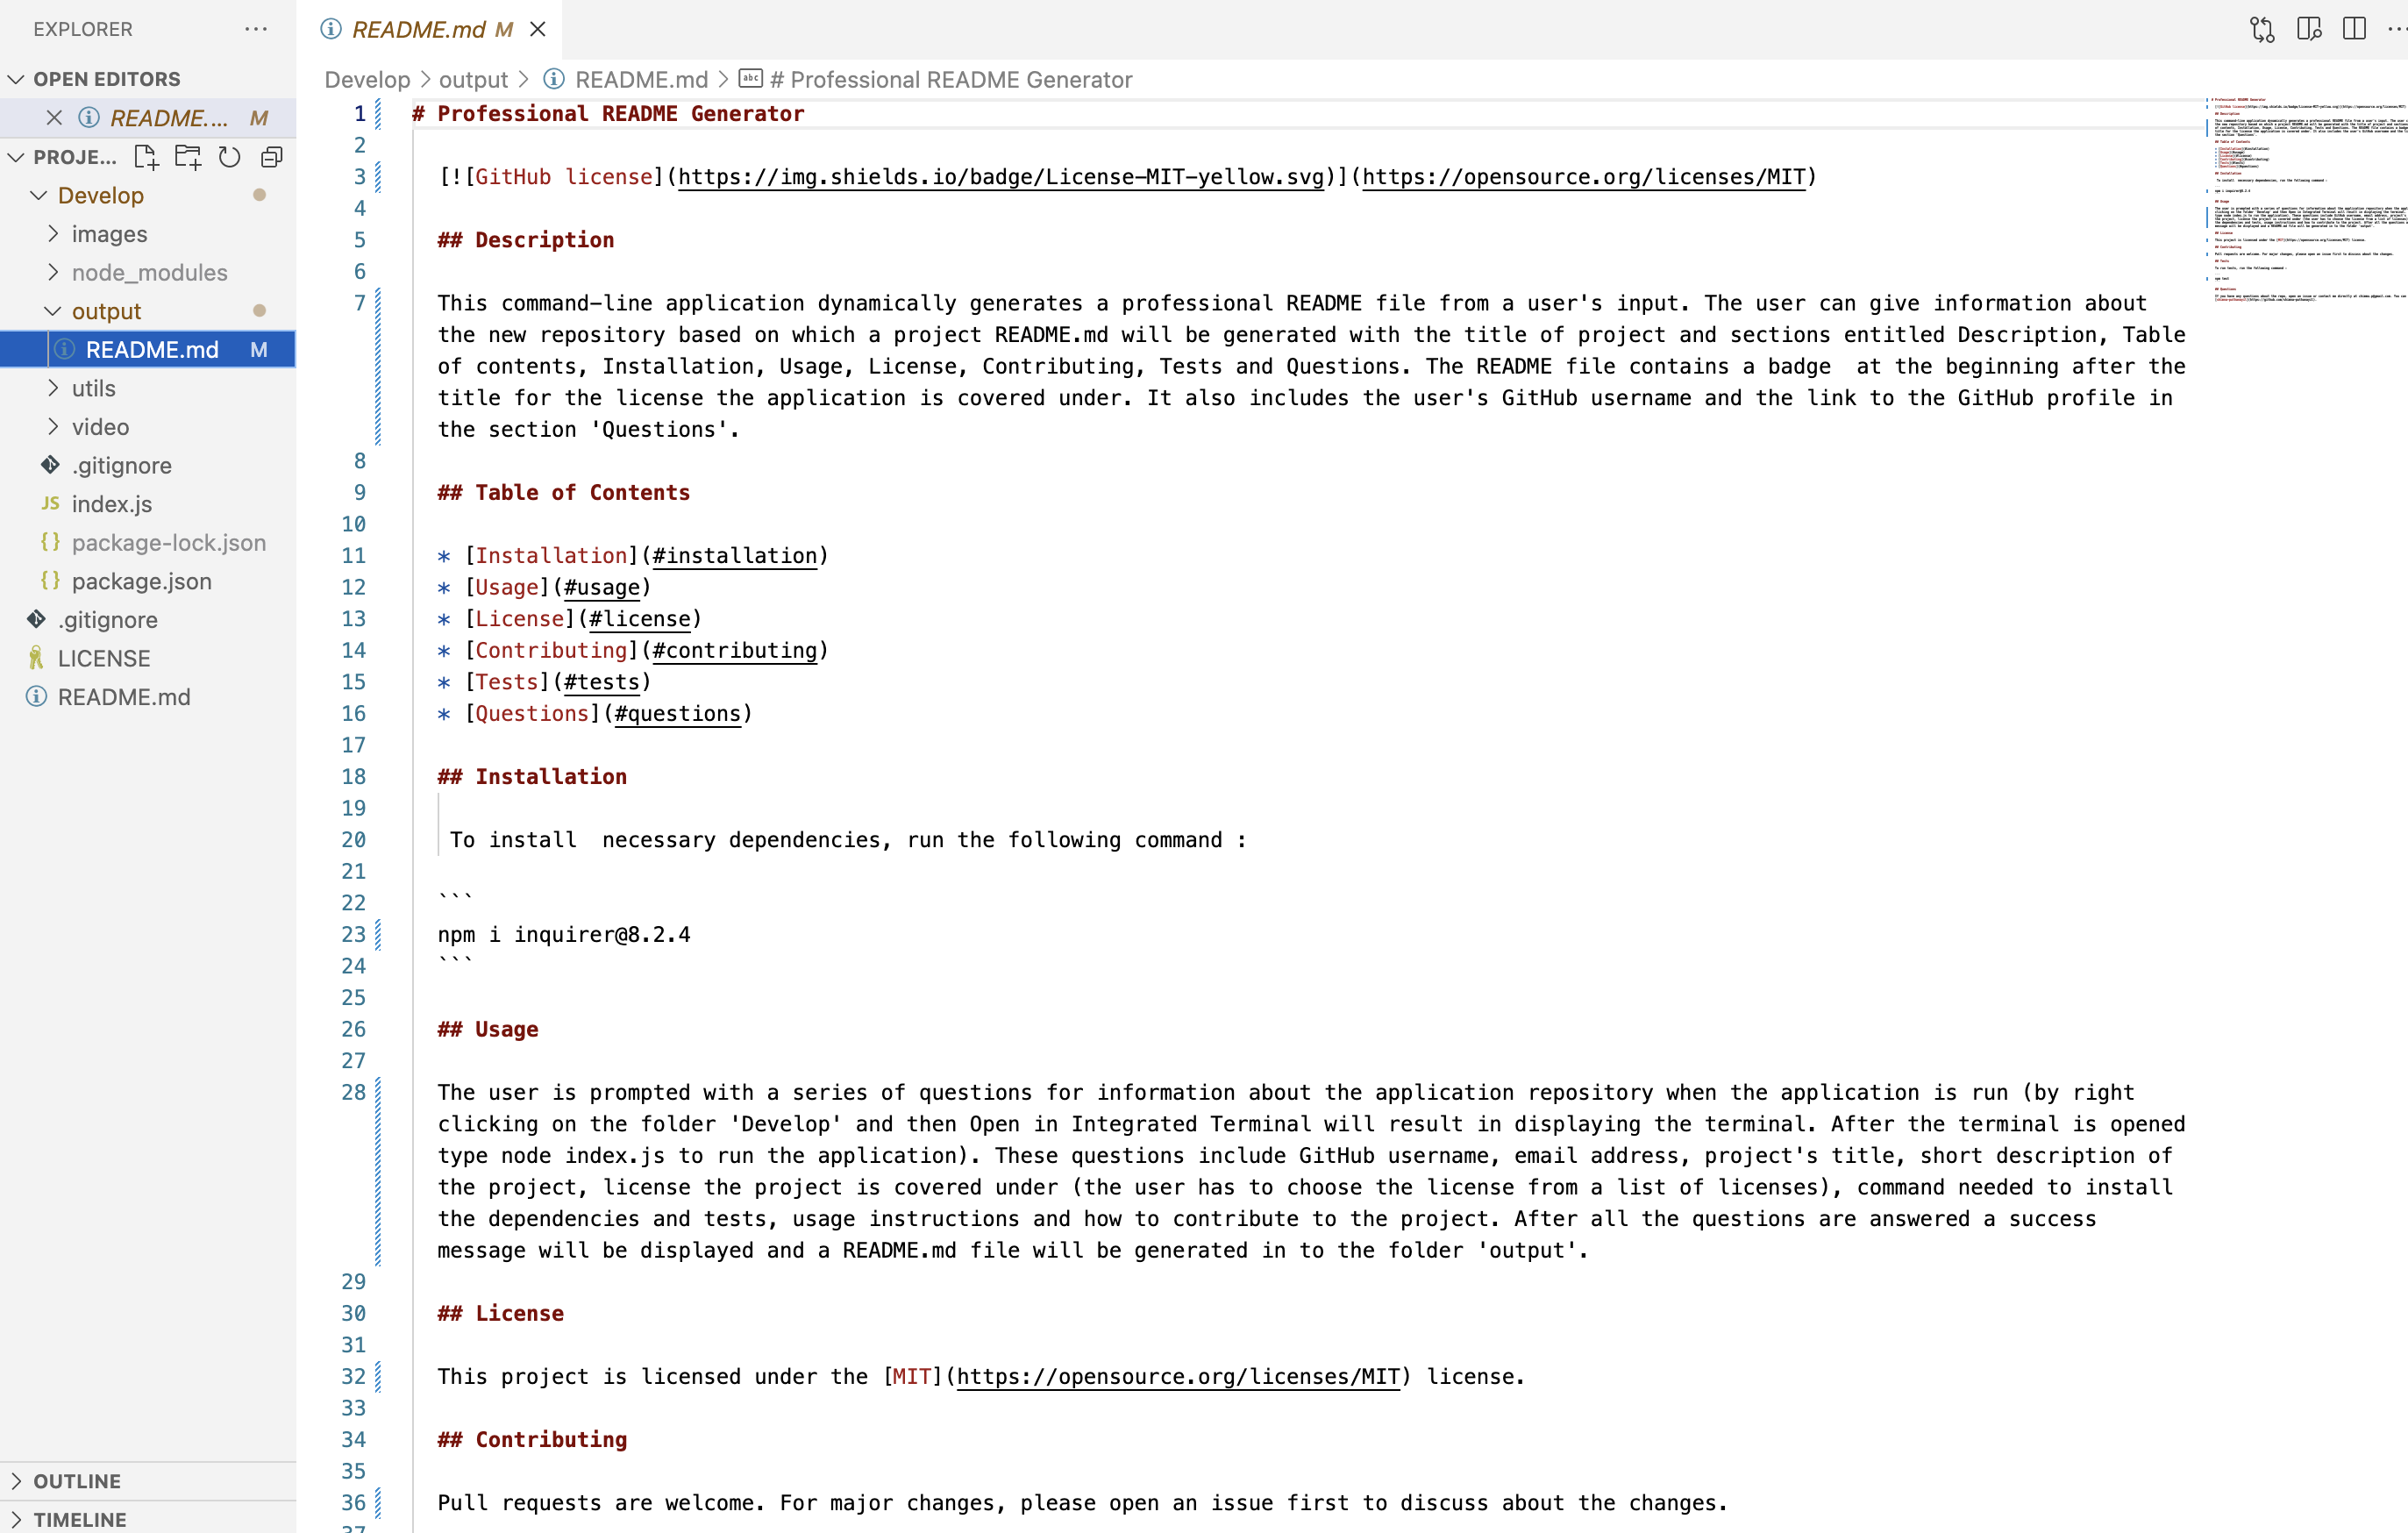 EXPLORER
OPEN EDITORS
README.... M
PROJE...
Develop
images
node_modules
output
README.md M
utils
video
.gitignore
JS index.js
{} package-lock.json
{} package.json
.gitignore
LICENSE
README.md
OUTLINE
TIMELINE
README.md M
Develop > output > README.md > abc # Professional README Generator
1 # Professional README Generator
2
3 [![GitHub license](https://img.shields.io/badge/License-MIT-yellow.svg)](https://opensource.org/licenses/MIT)
4
5 ## Description
6
7 This command-line application dynamically generates a professional README file from a user's input. The user can give information about
the new repository based on which a project README.md will be generated with the title of project and sections entitled Description, Table
of contents, Installation, Usage, License, Contributing, Tests and Questions. The README file contains a badge  at the beginning after the
title for the license the application is covered under. It also includes the user's GitHub username and the link to the GitHub profile in
the section 'Questions'.
8
9 ## Table of Contents
10
11 * [Installation](#installation)
12 * [Usage](#usage)
13 * [License](#license)
14 * [Contributing](#contributing)
15 * [Tests](#tests)
16 * [Questions](#questions)
17
18 ## Installation
19
20 To install  necessary dependencies, run the following command :
21
22 ```
23 npm i inquirer@8.2.4
24 ```
25
26 ## Usage
27
28 The user is prompted with a series of questions for information about the application repository when the application is run (by right
clicking on the folder 'Develop' and then Open in Integrated Terminal will result in displaying the terminal. After the terminal is opened
type node index.js to run the application). These questions include GitHub username, email address, project's title, short description of
the project, license the project is covered under (the user has to choose the license from a list of licenses), command needed to install
the dependencies and tests, usage instructions and how to contribute to the project. After all the questions are answered a success
message will be displayed and a README.md file will be generated in to the folder 'output'.
29
30 ## License
31
32 This project is licensed under the [MIT](https://opensource.org/licenses/MIT) license.
33
34 ## Contributing
35
36 Pull requests are welcome. For major changes, please open an issue first to discuss about the changes.
37